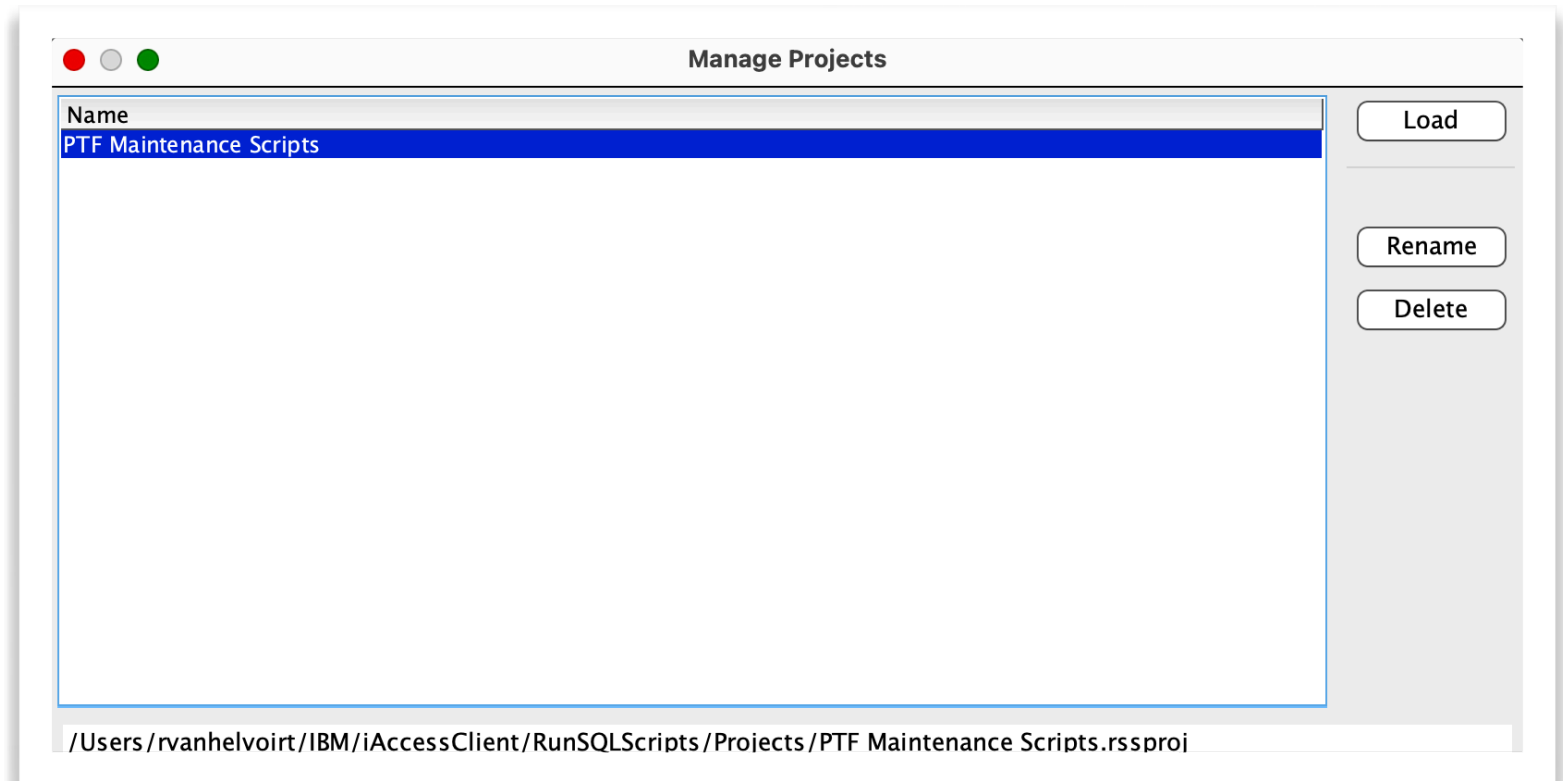 Manage Projects
Name
PTF Maintenance Scripts
Load
Rename
Delete
/Users/rvanhelvoirt/IBM/iAccessClient/RunSQLScripts/Projects/PTF Maintenance Scripts.rssproj